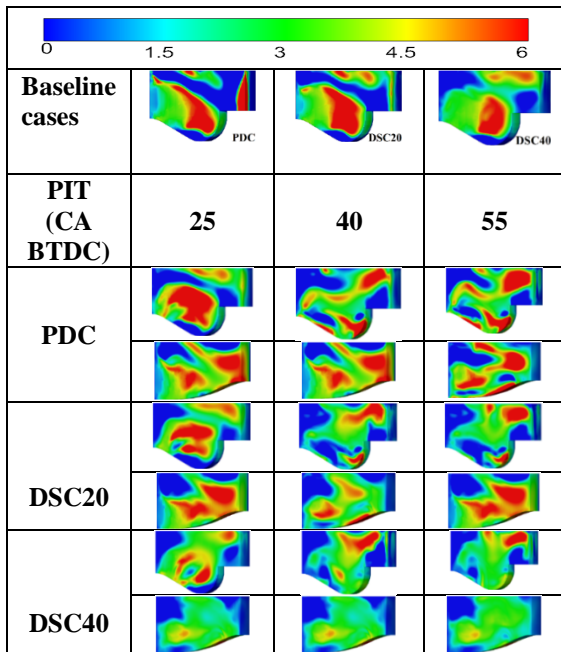 0 1.5 3 4.5 6
Baseline
cases
PDC
DSC20
DSC40
PIT
(CA
BTDC)
25
40
55
PDC
DSC20
DSC40